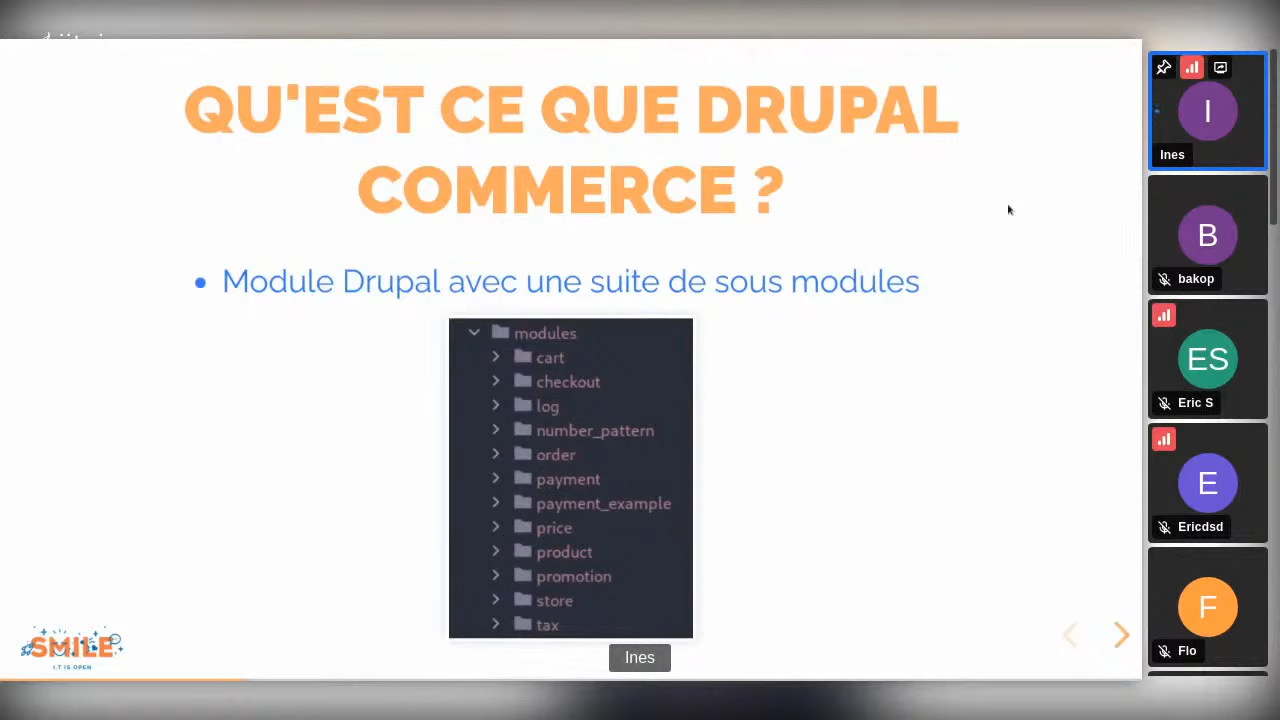 QU'EST CE QUE DRUPAL
COMMERCE ?
Module Drupal avec une suite de sous modules
modules
cart
checkout
log
number_pattern
order
payment
payment_example
price
product
promotion
store
tax
SMILE
I.T IS OPEN
Ines
I
Ines
B
bakop
ES
Eric S
E
Ericdsd
F
Flo